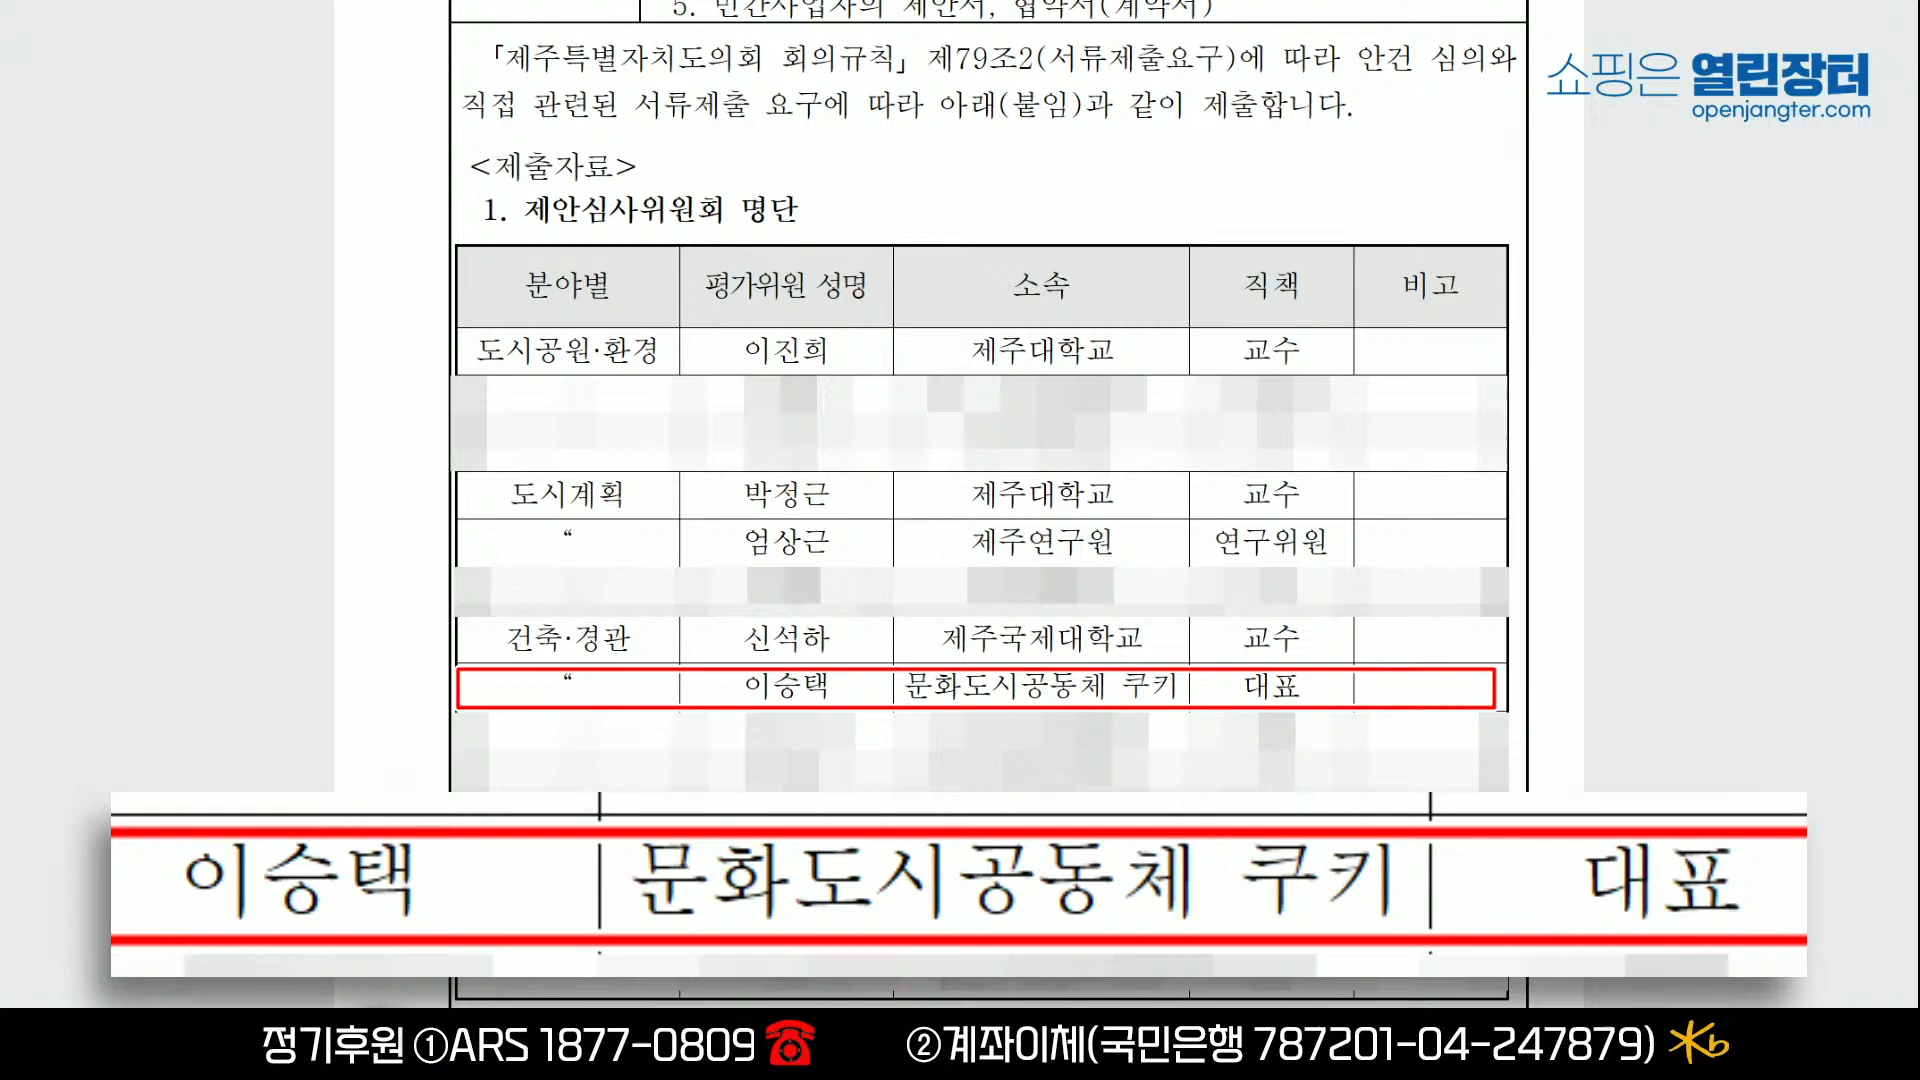 5. 민간사업자의 제안서, 협약서(계약서)
「제주특별자치도의회 회의규칙」 제79조2(서류제출요구)에 따라 안건 심의와
직접 관련된 서류제출 요구에 따라 아래(붙임)과 같이 제출합니다.
<제출자료>
1. 제안심사위원회 명단
분야별 평가위원 성명 소속 직책 비고
도시공원·환경 이진희 제주대학교 교수
도시계획 박정근 제주대학교 교수
“ 엄상근 제주연구원 연구위원
건축·경관 신석하 제주국제대학교 교수
“ 이승택 문화도시공동체 쿠키 대표
이승택 문화도시공동체 쿠키 대표
쇼핑은 열린장터
openjangter.com
정기후원 ①ARS 1877-0809 ②계좌이체(국민은행 787201-04-247879)